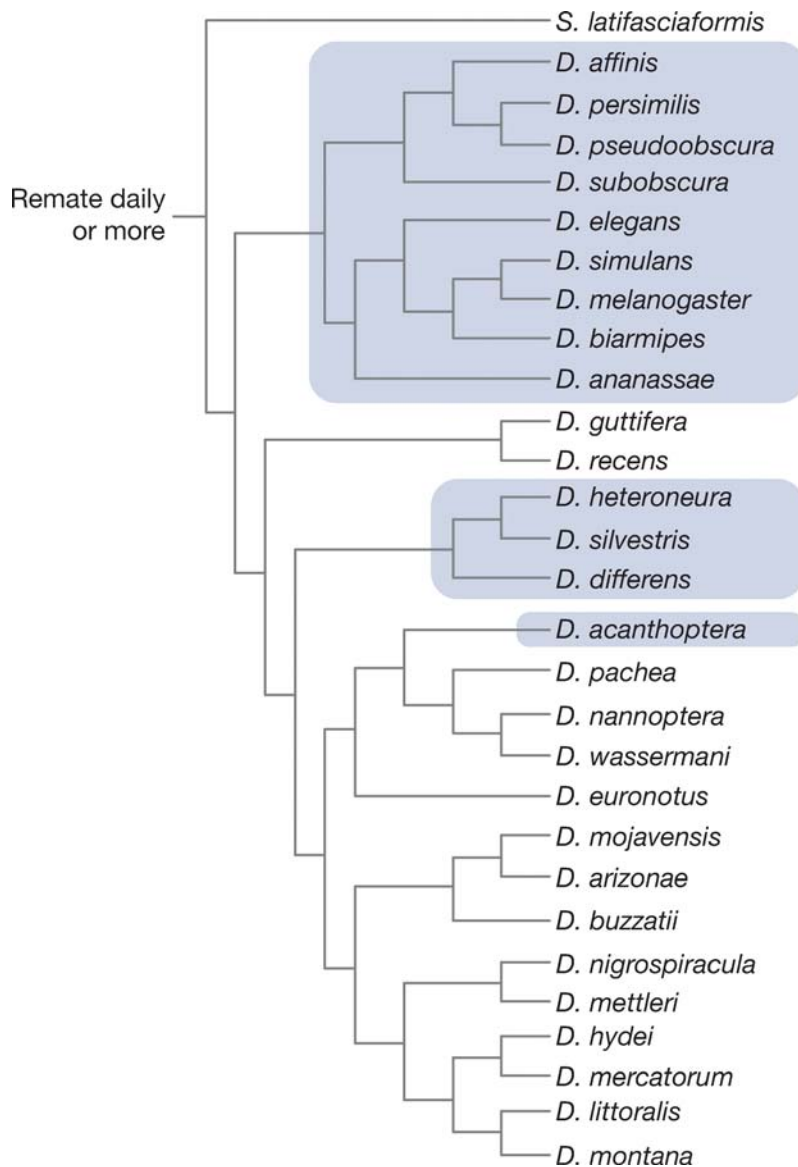 S. latifasciaformis
D. affinis
D. persimilis
D. pseudoobscura
D. subobscura
Remate daily
or more
D. elegans
D. simulans
D. melanogaster
D. biarmipes
D. ananassae
D. guttifera
D. recens
D. heteroneura
D. silvestris
D. differens
D. acanthoptera
D. pachea
D. nannoptera
D. wassermani
D. euronotus
D. mojavensis
D. arizonae
D. buzzatii
D. nigrospiracula
D. mettleri
D. hydei
D. mercatorum
D. littoralis
D. montana